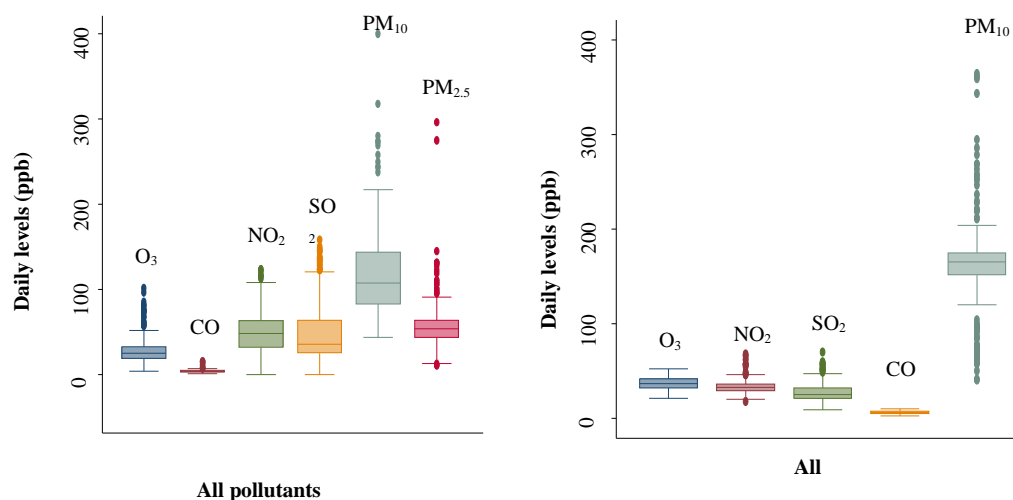 Daily levels (ppb)
400
300
200
100
0
O₃
CO
NO₂
SO
2
PM₁₀
PM₂.₅
All pollutants
Daily levels (ppb)
400
300
200
100
0
O₃
NO₂
SO₂
CO
PM₁₀
All